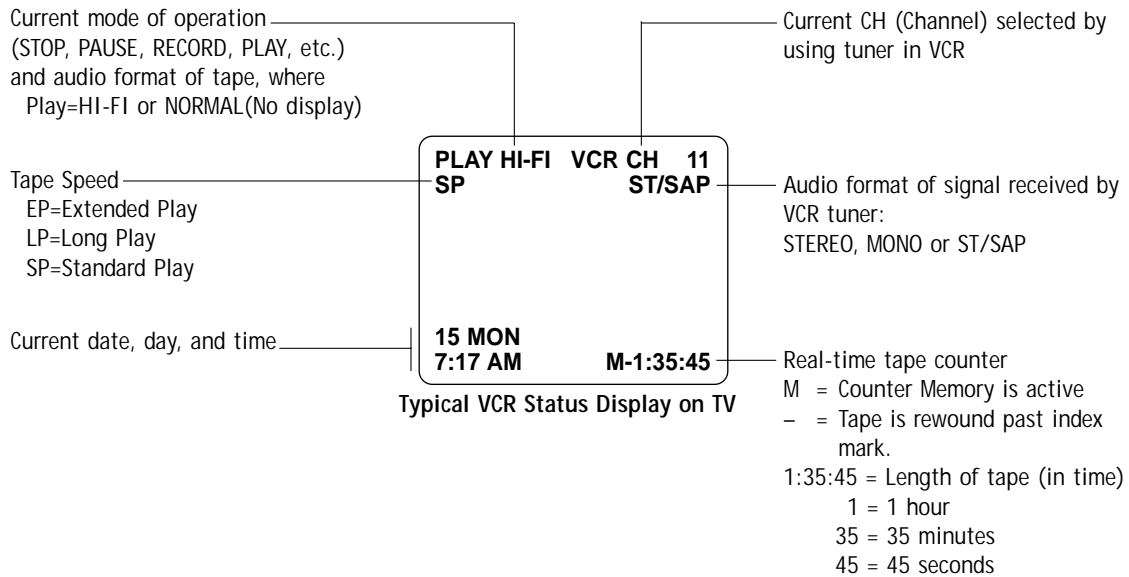 Current mode of operation
(STOP, PAUSE, RECORD, PLAY, etc.)
and audio format of tape, where
Play=HI-FI or NORMAL(No display)
Current CH (Channel) selected by
using tuner in VCR
PLAY HI-FI VCR CH 11
SP ST/SAP
Tape Speed
EP=Extended Play
LP=Long Play
SP=Standard Play
Audio format of signal received by
VCR tuner:
STEREO, MONO or ST/SAP
Current date, day, and time
15 MON
7:17 AM M-1:35:45
Typical VCR Status Display on TV
Real-time tape counter
M = Counter Memory is active
– = Tape is rewound past index
mark.
1:35:45 = Length of tape (in time)
1 = 1 hour
35 = 35 minutes
45 = 45 seconds